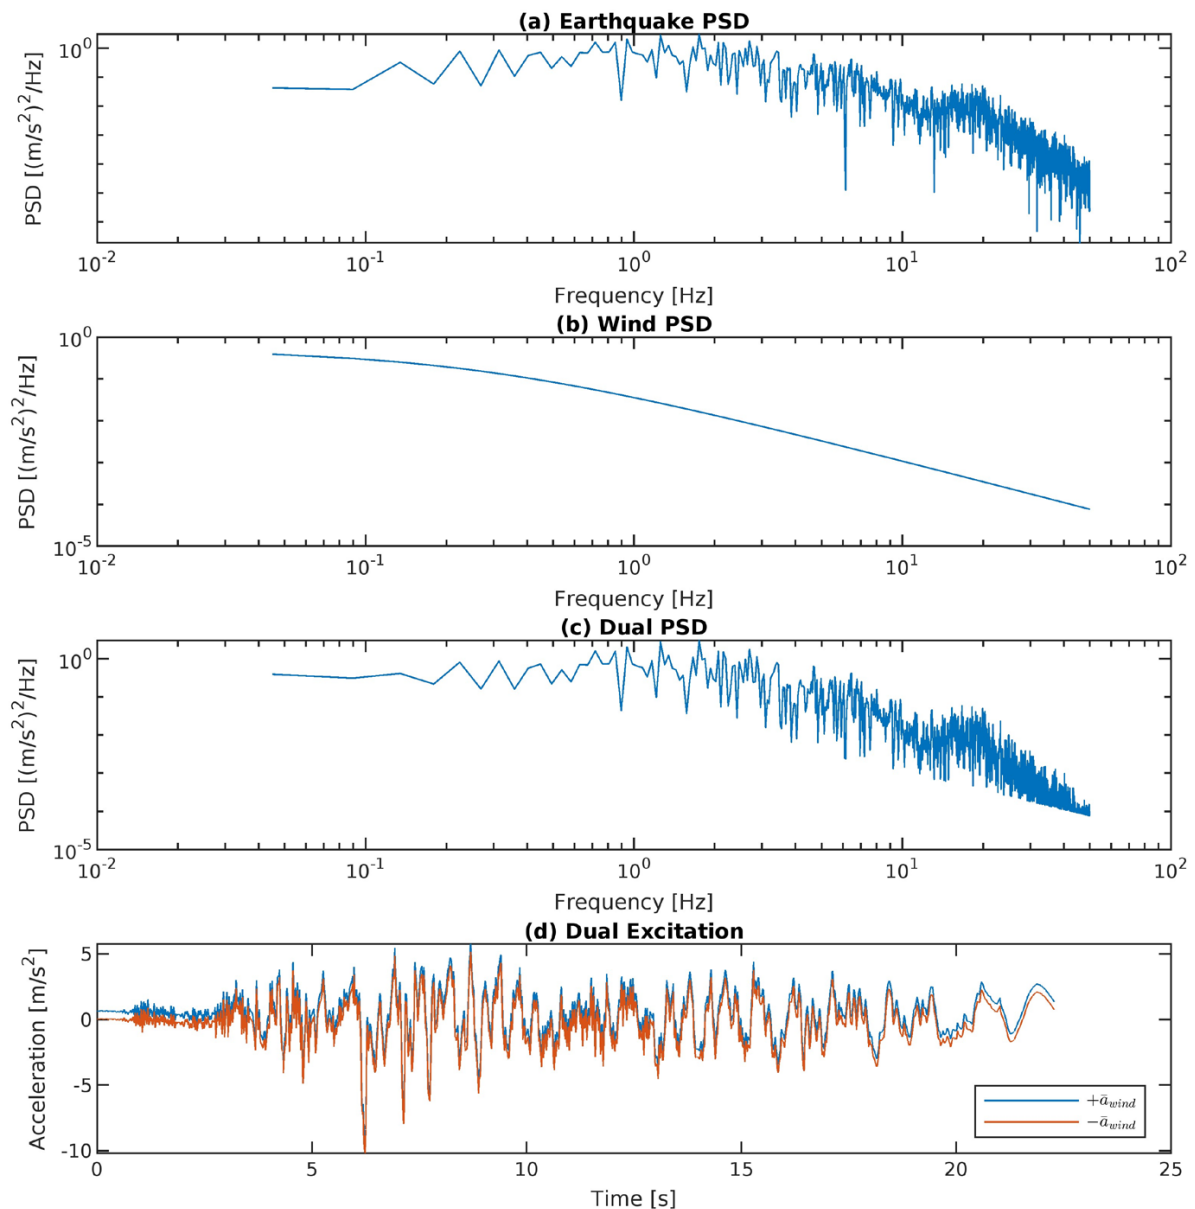 (a) Earthquake PSD
10⁰
PSD [(m/s²)²/Hz]
10⁻² 10⁻¹ 10⁰ 10¹ 10²
Frequency [Hz]
(b) Wind PSD
10⁰
PSD [(m/s²)²/Hz]
10⁻⁵
10⁻² 10⁻¹ 10⁰ 10¹ 10²
Frequency [Hz]
(c) Dual PSD
10⁰
PSD [(m/s²)²/Hz]
10⁻⁵
10⁻² 10⁻¹ 10⁰ 10¹ 10²
Frequency [Hz]
(d) Dual Excitation
5
0
-5
-10
Acceleration [m/s²]
+ā_wind
−ā_wind
0 5 10 15 20 25
Time [s]